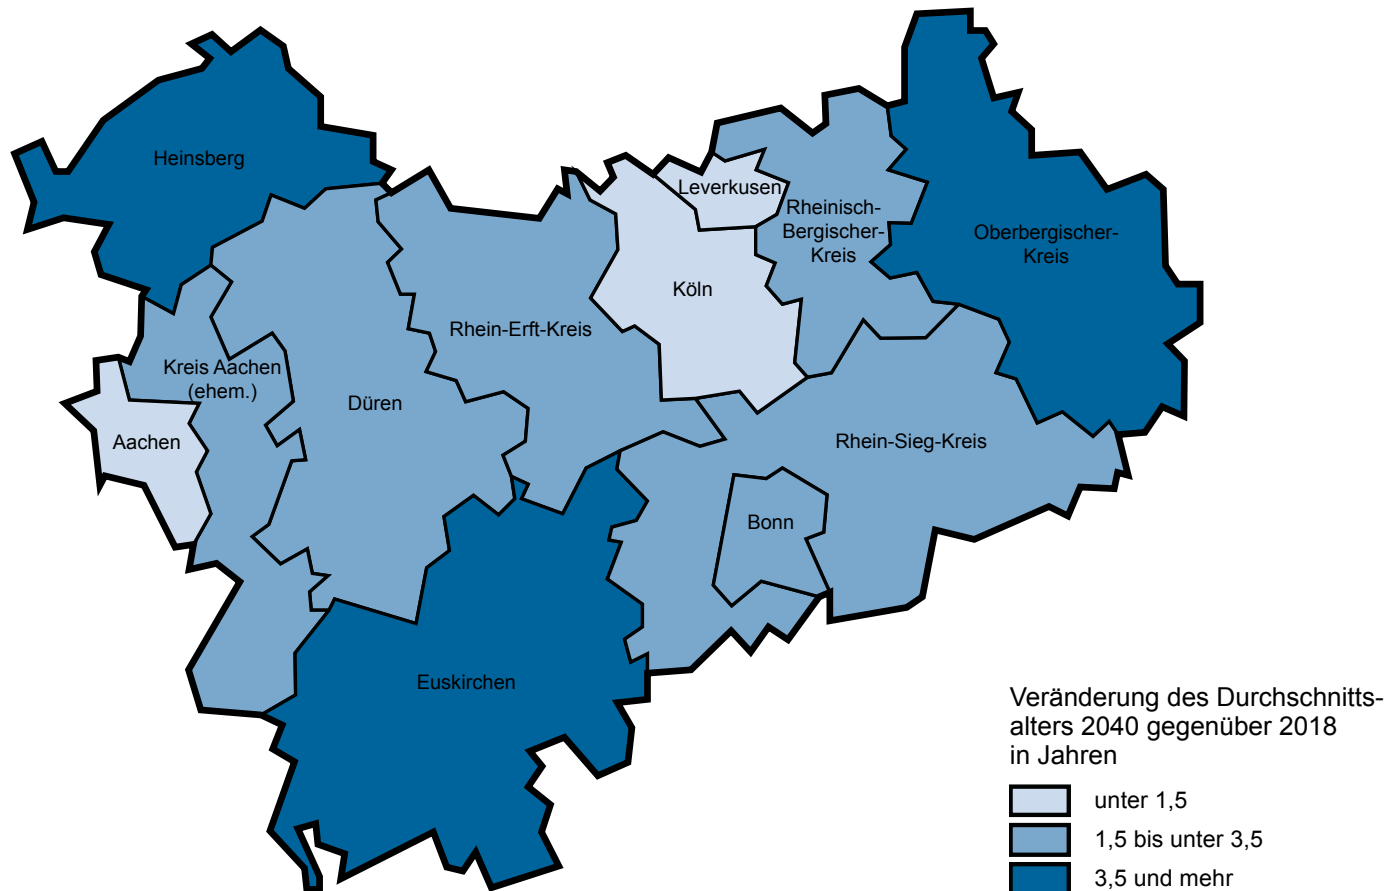 Heinsberg
Leverkusen
Rheinisch-
Bergischer-
Kreis
Oberbergischer-
Kreis
Köln
Rhein-Erft-Kreis
Kreis Aachen
(ehem.)
Düren
Aachen
Rhein-Sieg-Kreis
Bonn
Euskirchen
Veränderung des Durchschnitts-
alters 2040 gegenüber 2018
in Jahren
unter 1,5
1,5 bis unter 3,5
3,5 und mehr